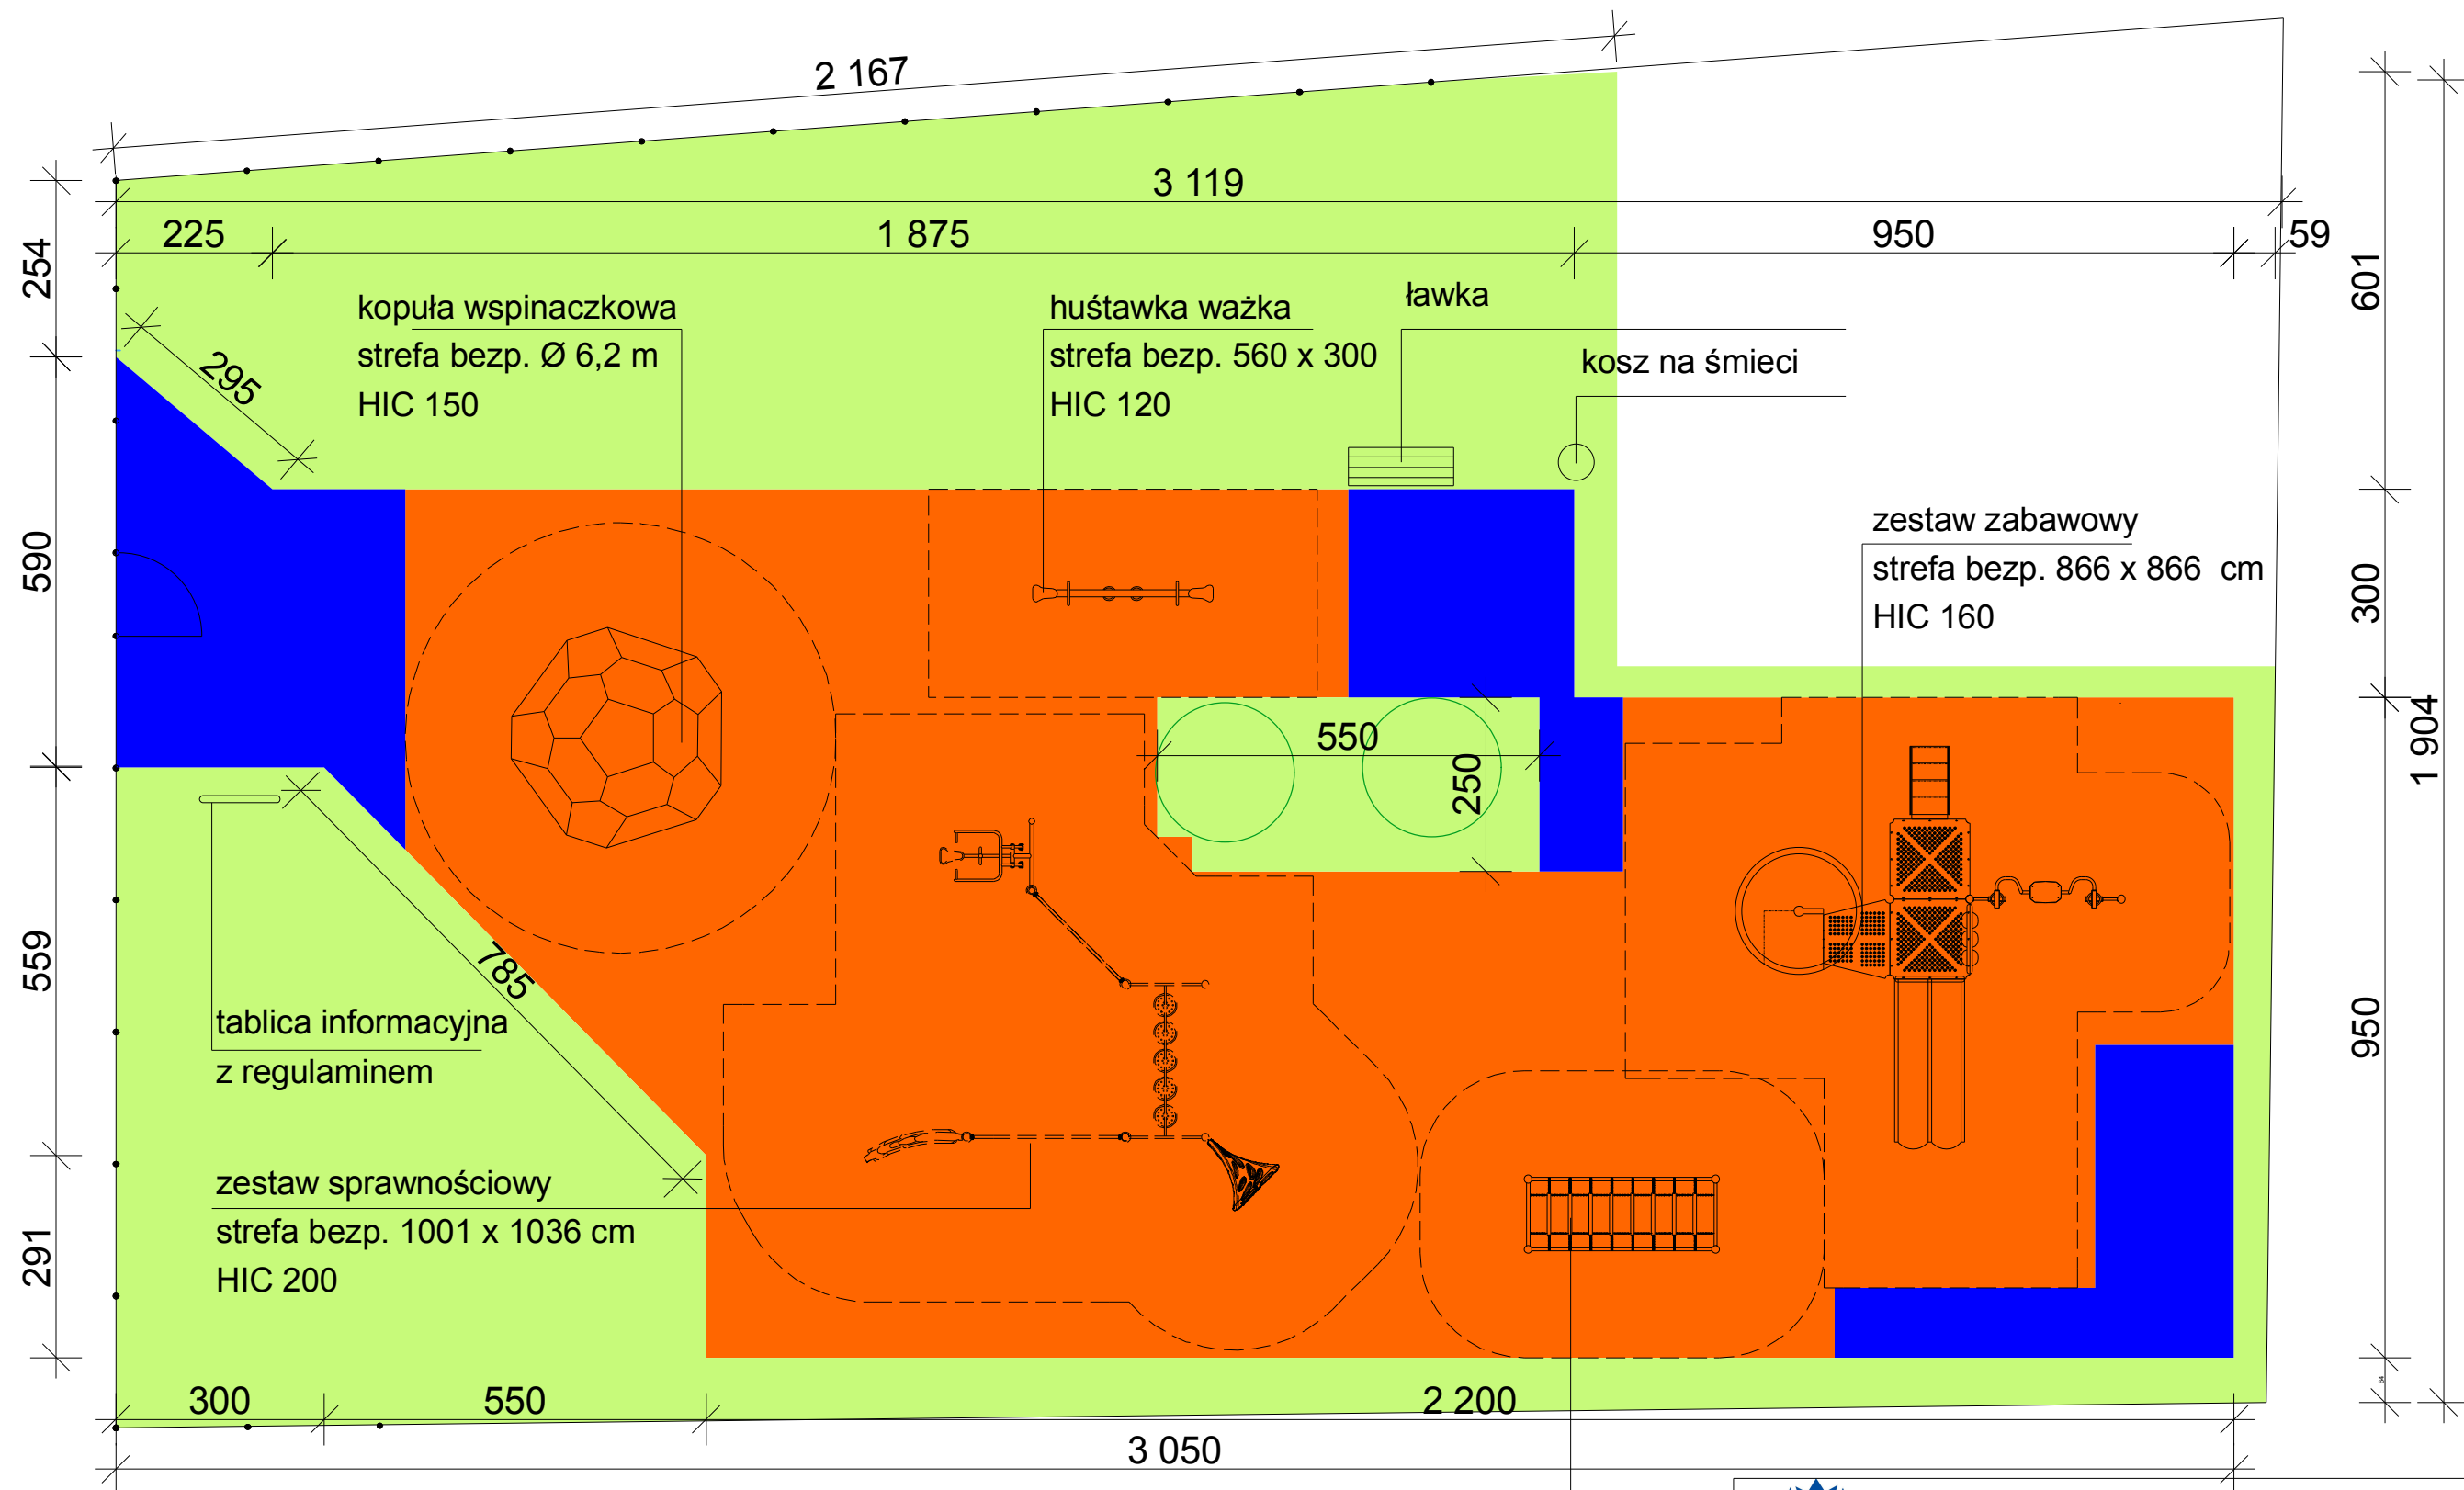 2 167
3 119
225
1 875
950
59
254
601
kopuła wspinaczkowa
strefa bezp. Ø 6,2 m
HIC 150
huśtawka ważka
strefa bezp. 560 x 300
HIC 120
ławka
kosz na śmieci
295
zestaw zabawowy
strefa bezp. 866 x 866 cm
HIC 160
590
300
550
250
1 904
559
785
950
tablica informacyjna
z regulaminem
zestaw sprawnościowy
strefa bezp. 1001 x 1036 cm
HIC 200
291
64
300
550
2 200
3 050